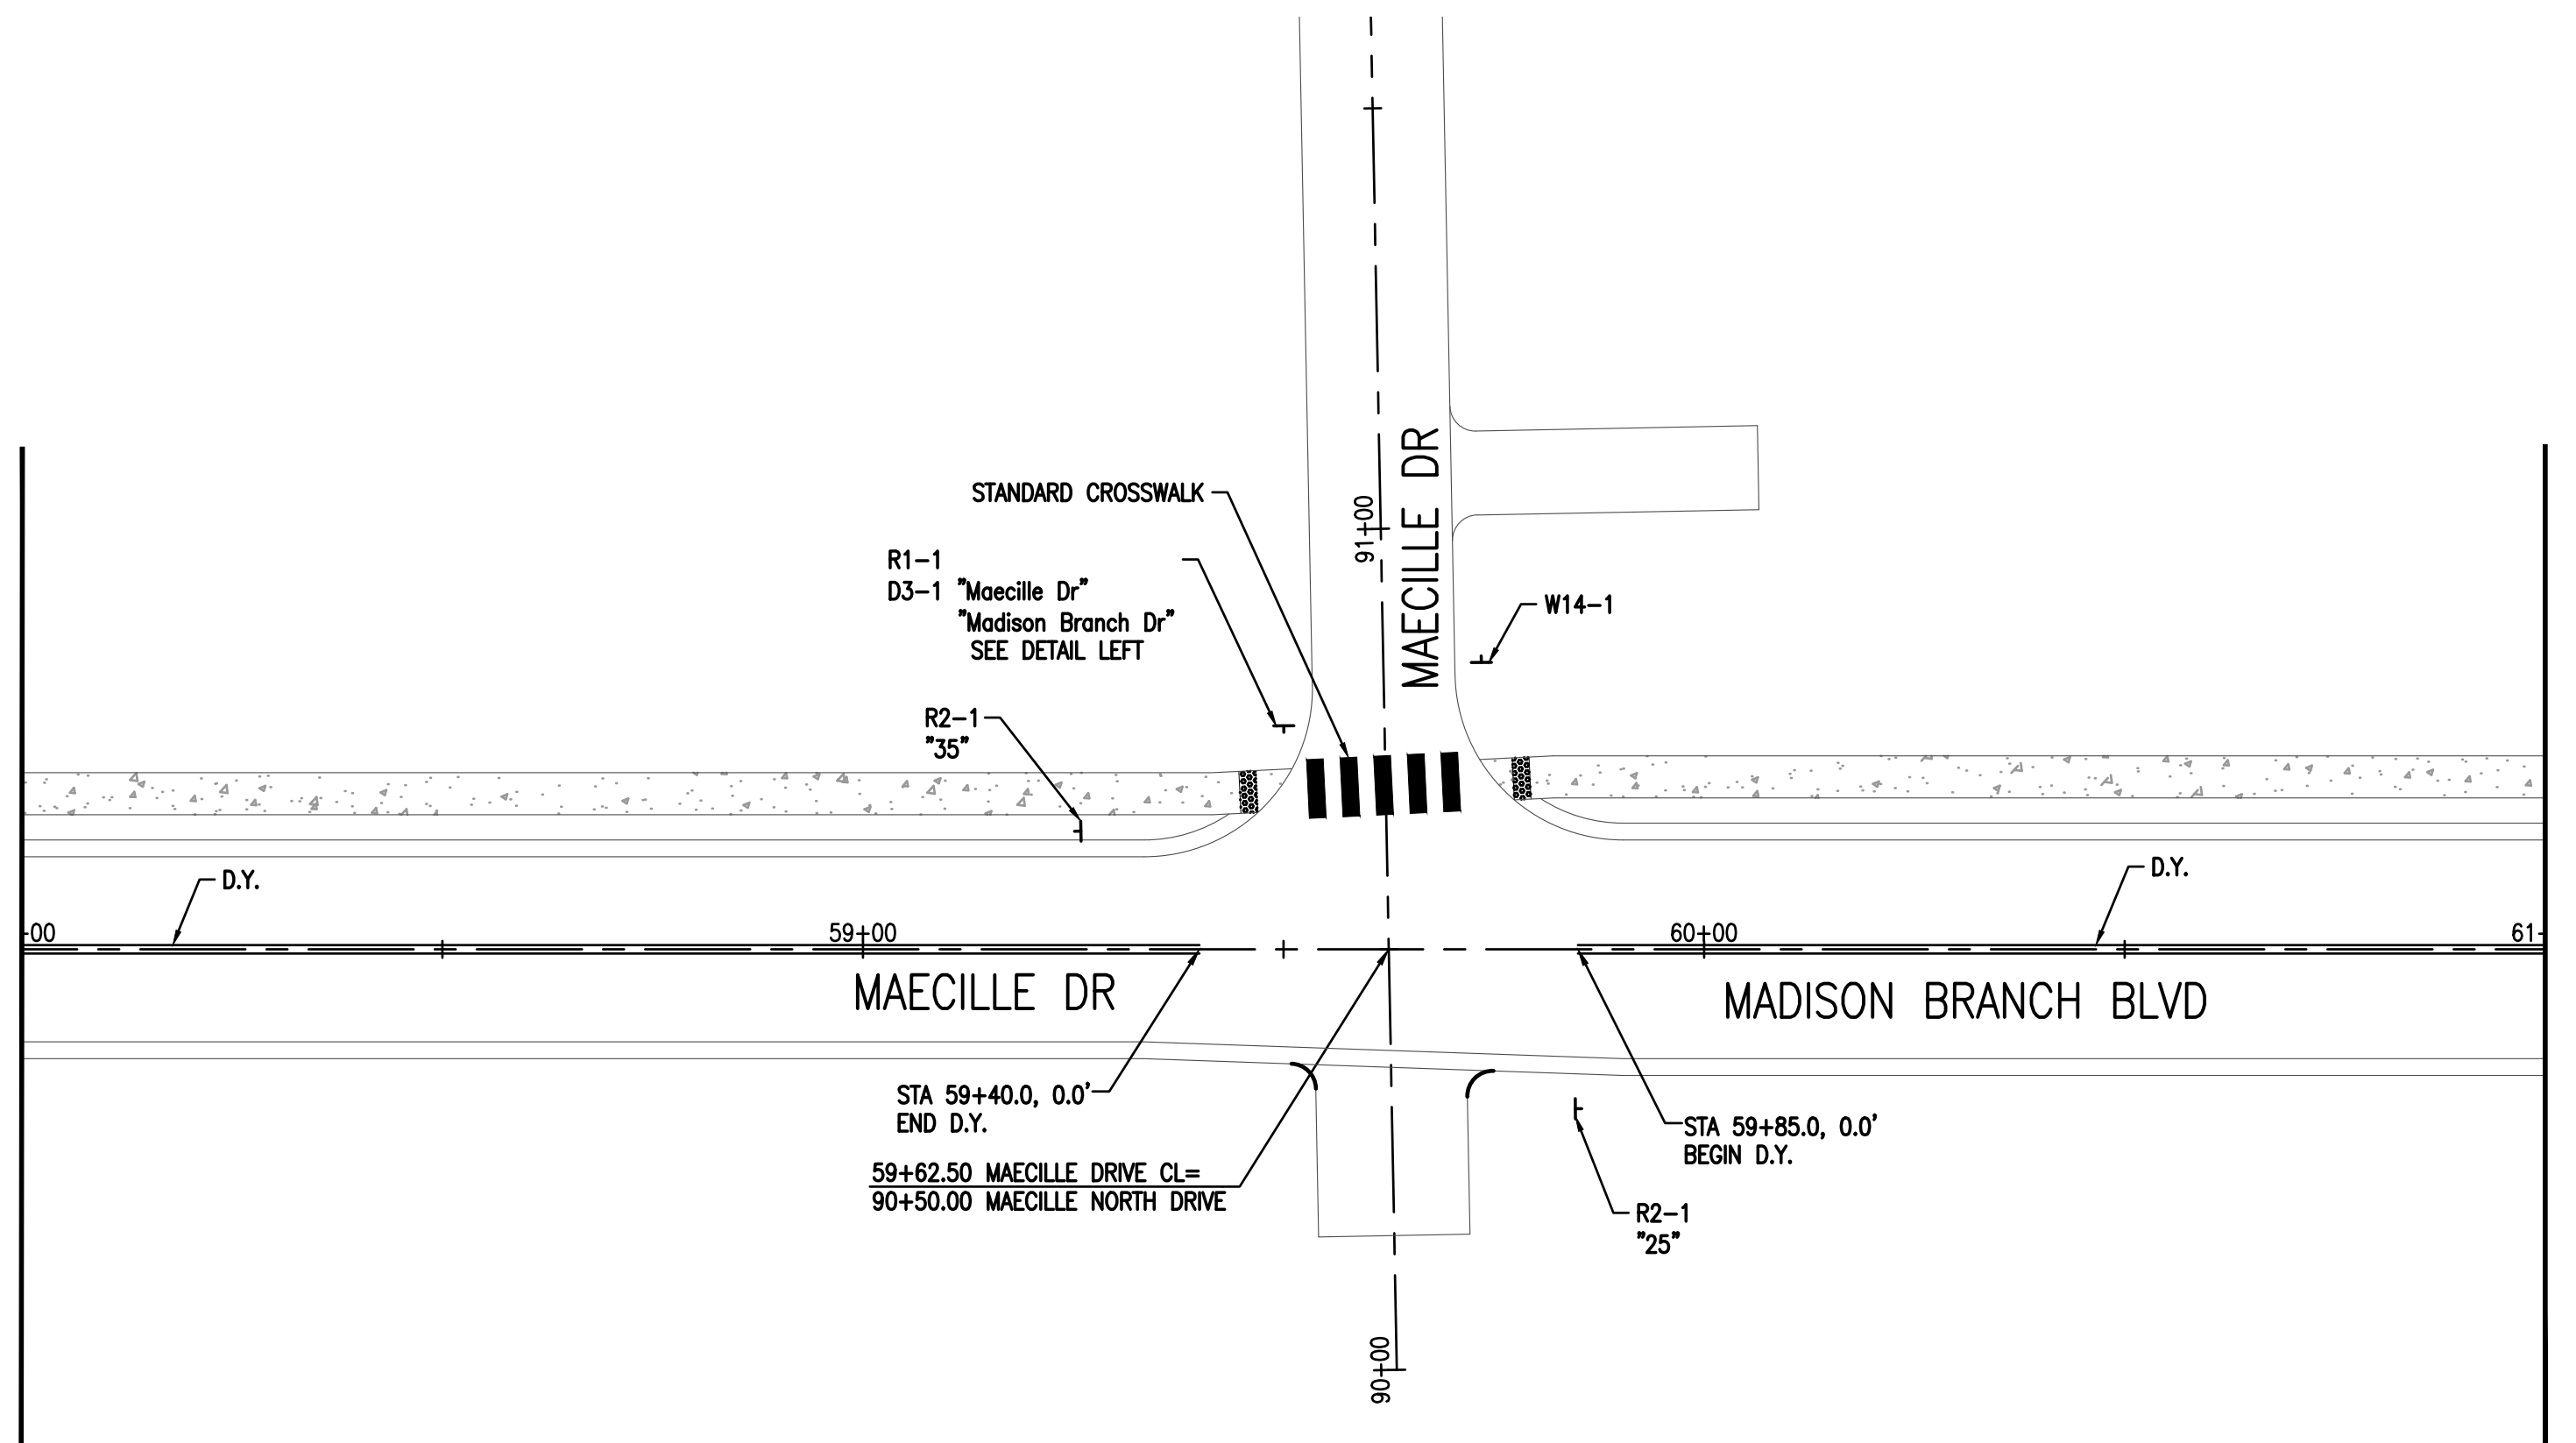 STANDARD CROSSWALK
R1-1
D3-1 "Maecille Dr"
"Madison Branch Dr"
SEE DETAIL LEFT
R2-1
"35"
91+00
MAECILLE DR
W14-1
D.Y.
D.Y.
-00
59+00
60+00
61-
MAECILLE DR
MADISON BRANCH BLVD
STA 59+40.0, 0.0'
END D.Y.
59+62.50 MAECILLE DRIVE CL=
90+50.00 MAECILLE NORTH DRIVE
STA 59+85.0, 0.0'
BEGIN D.Y.
R2-1
"25"
90+00